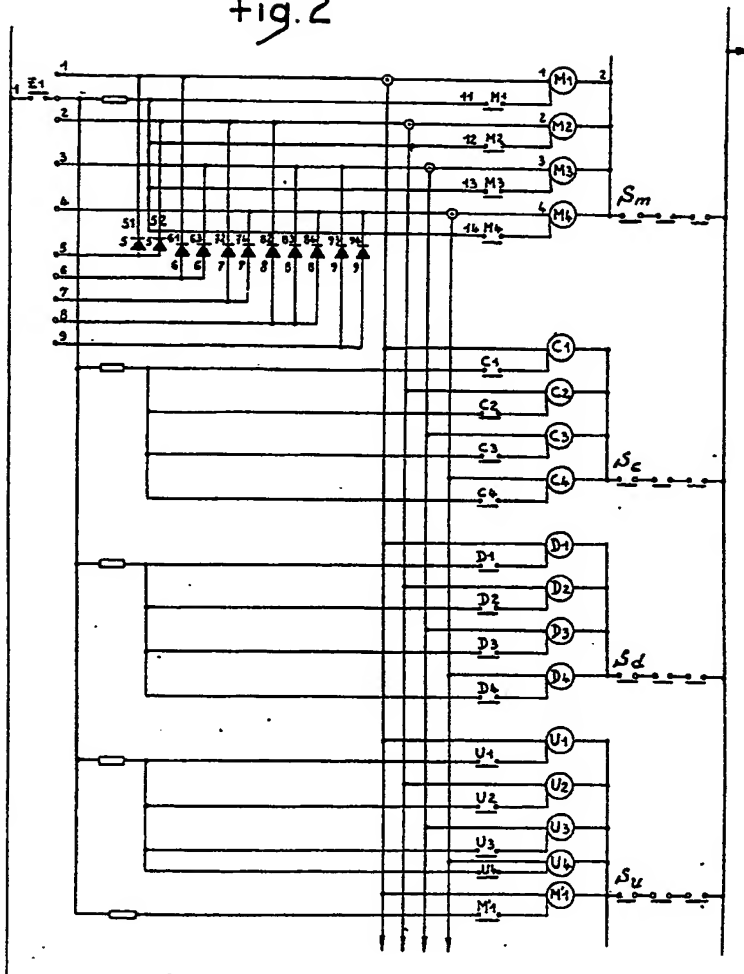 Fig. 2
1
1 Z1
1 M1 2
11 M1
2
2 M2
12 M2
3
3 M3
13 M3
4
4 M4
14 M4
Sm
51 52 61 63 72 74 82 83 84 93 94
5 5 6 6 7 7 8 8 8 9 9
5
6
7
8
9
C1
C1
C2
C2
C3
C3
C4
C4
Sc
D1
D1
D2
D2
D3
D3
D4
D4
Sd
U1
U1
U2
U2
U3
U3
U4
U4
M'1
Su
M'1